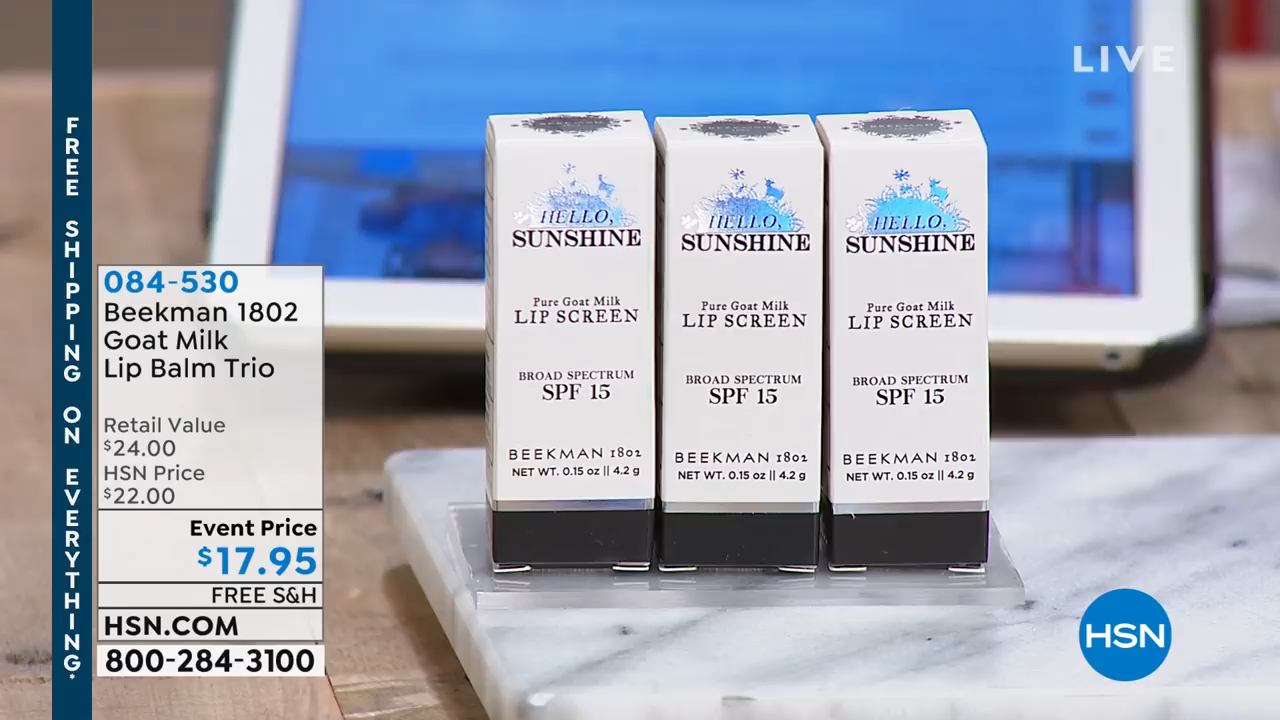 FREE SHIPPING ON EVERYTHING.*
LIVE
084-530
Beekman 1802
Goat Milk
Lip Balm Trio
Retail Value
$24.00
HSN Price
$22.00
Event Price
$17.95
FREE S&H
HSN.COM
800-284-3100
HELLO,
SUNSHINE
Pure Goat Milk
LIP SCREEN
BROAD SPECTRUM
SPF 15
BEEKMAN 1802
NET WT. 0.15 oz || 4.2 g
HELLO,
SUNSHINE
Pure Goat Milk
LIP SCREEN
BROAD SPECTRUM
SPF 15
BEEKMAN 1802
NET WT. 0.15 oz || 4.2 g
HELLO,
SUNSHINE
Pure Goat Milk
LIP SCREEN
BROAD SPECTRUM
SPF 15
BEEKMAN 1802
NET WT. 0.15 oz || 4.2 g
HSN